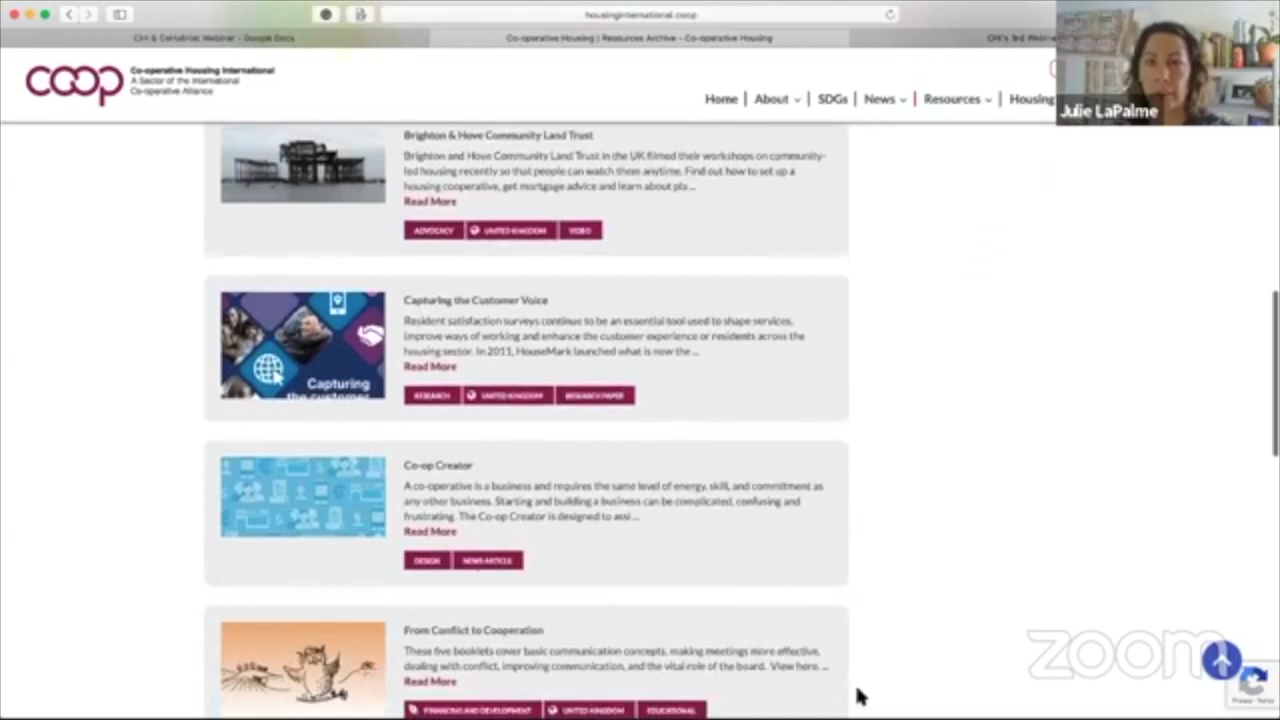 housinginternational.coop
CHI & CoHabitat Webinar - Google Docs
Co-operative Housing | Resources Archive - Co-operative Housing
CHI's 3rd Webin
coop
Co-operative Housing International
A Sector of the International
Co-operative Alliance
Home
About
SDGs
News
Resources
Housing
Julie LaPalme
Brighton & Hove Community Land Trust
Brighton and Hove Community Land Trust in the UK filmed their workshops on community-
led housing recently so that people can watch them anytime. Find out how to set up a
housing cooperative, get mortgage advice and learn about pla ...
Read More
ADVOCACY
UNITED KINGDOM
VIDEO
Capturing the Customer Voice
Resident satisfaction surveys continue to be an essential tool used to shape services,
improve ways of working and enhance the customer experience or residents across the
housing sector. In 2011, HouseMark launched what is now the ...
Read More
Capturing
the customer
RESEARCH
UNITED KINGDOM
RESEARCH PAPER
Co-op Creator
A co-operative is a business and requires the same level of energy, skill, and commitment as
any other business. Starting and building a business can be complicated, confusing and
frustrating. The Co-op Creator is designed to assi ...
Read More
DESIGN
NEWS ARTICLE
From Conflict to Cooperation
These five booklets cover basic communication concepts, making meetings more effective,
dealing with conflict, improving communication, and the vital role of the board. View here. ...
Read More
FINANCING AND DEVELOPMENT
UNITED KINGDOM
EDUCATIONAL
zoom
Privacy - Terms